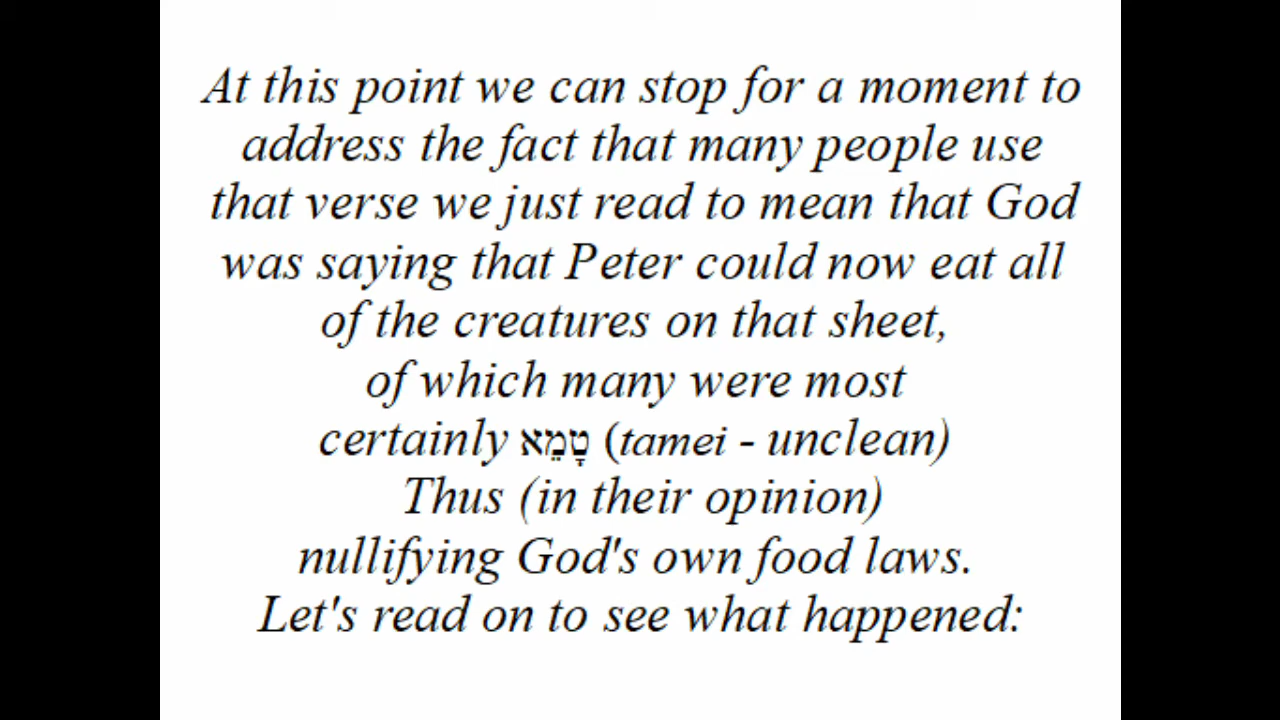 At this point we can stop for a moment to
address the fact that many people use
that verse we just read to mean that God
was saying that Peter could now eat all
of the creatures on that sheet,
of which many were most
certainly טָמֵא (tamei - unclean)
Thus (in their opinion)
nullifying God's own food laws.
Let's read on to see what happened: